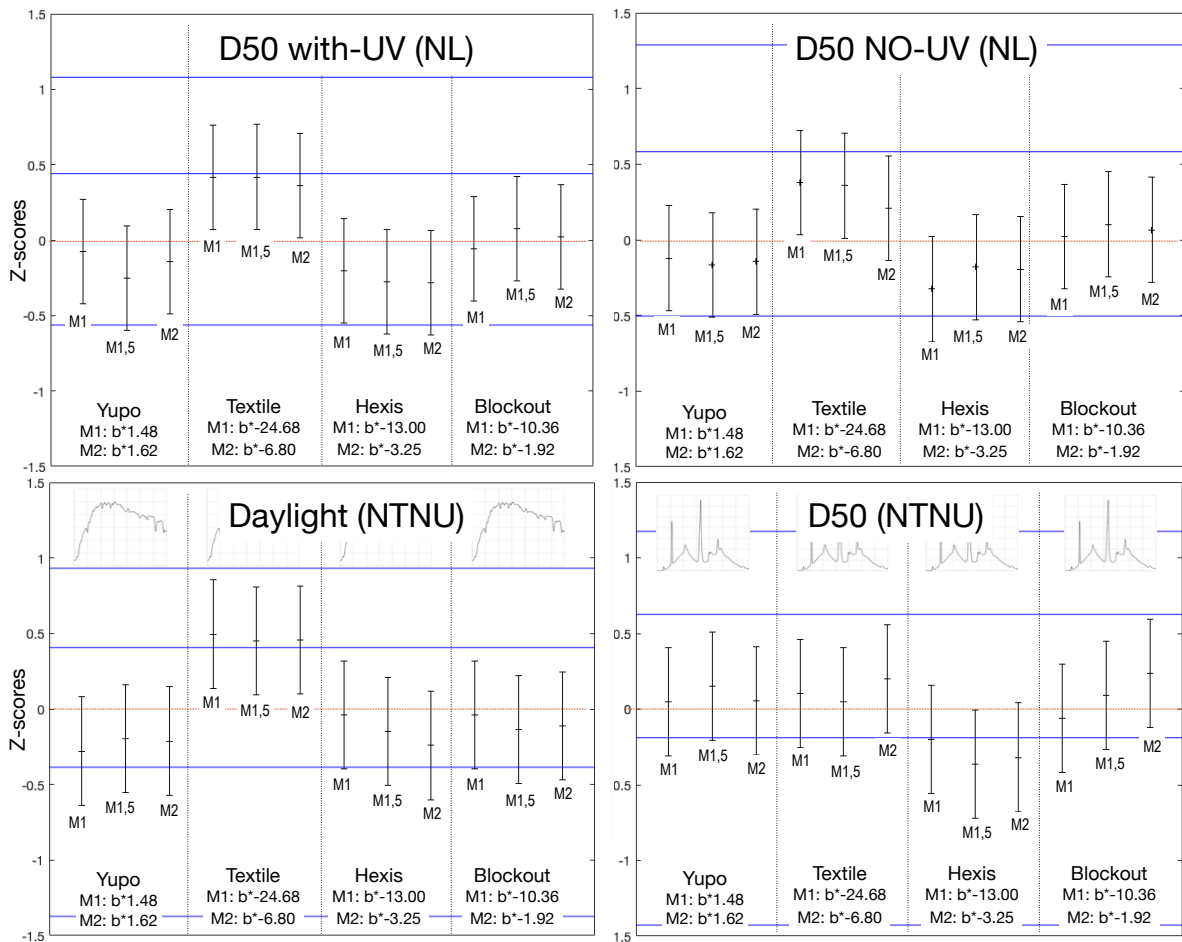 D50 with-UV (NL)
1.5
1
0.5
0
-0.5
-1
-1.5
Z-scores
M1
M1,5
M2
M1
M1,5
M2
M1
M1,5
M2
M1
M1,5
M2
Yupo
M1: b*1.48
M2: b*1.62
Textile
M1: b*-24.68
M2: b*-6.80
Hexis
M1: b*-13.00
M2: b*-3.25
Blockout
M1: b*-10.36
M2: b*-1.92
D50 NO-UV (NL)
1.5
1
0.5
0
0.5
-1
1.5
M1
M1,5
M2
M1
M1,5
M2
M1
M1,5
M2
M1
M1,5
M2
Yupo
M1: b*1.48
M2: b*1.62
Textile
M1: b*-24.68
M2: b*-6.80
Hexis
M1: b*-13.00
M2: b*-3.25
Blockout
M1: b*-10.36
M2: b*-1.92
Daylight (NTNU)
1.5
1
0.5
0
-0.5
-1
-1.5
Z-scores
M1
M1,5
M2
M1
M1,5
M2
M1
M1,5
M2
M1
M1,5
M2
Yupo
M1: b*1.48
M2: b*1.62
Textile
M1: b*-24.68
M2: b*-6.80
Hexis
M1: b*-13.00
M2: b*-3.25
Blockout
M1: b*-10.36
M2: b*-1.92
D50 (NTNU)
1.5
1
0.5
0
0.5
-1
1.5
M1
M1,5
M2
M1
M1,5
M2
M1
M1,5
M2
M1
M1,5
M2
Yupo
M1: b*1.48
M2: b*1.62
Textile
M1: b*-24.68
M2: b*-6.80
Hexis
M1: b*-13.00
M2: b*-3.25
Blockout
M1: b*-10.36
M2: b*-1.92